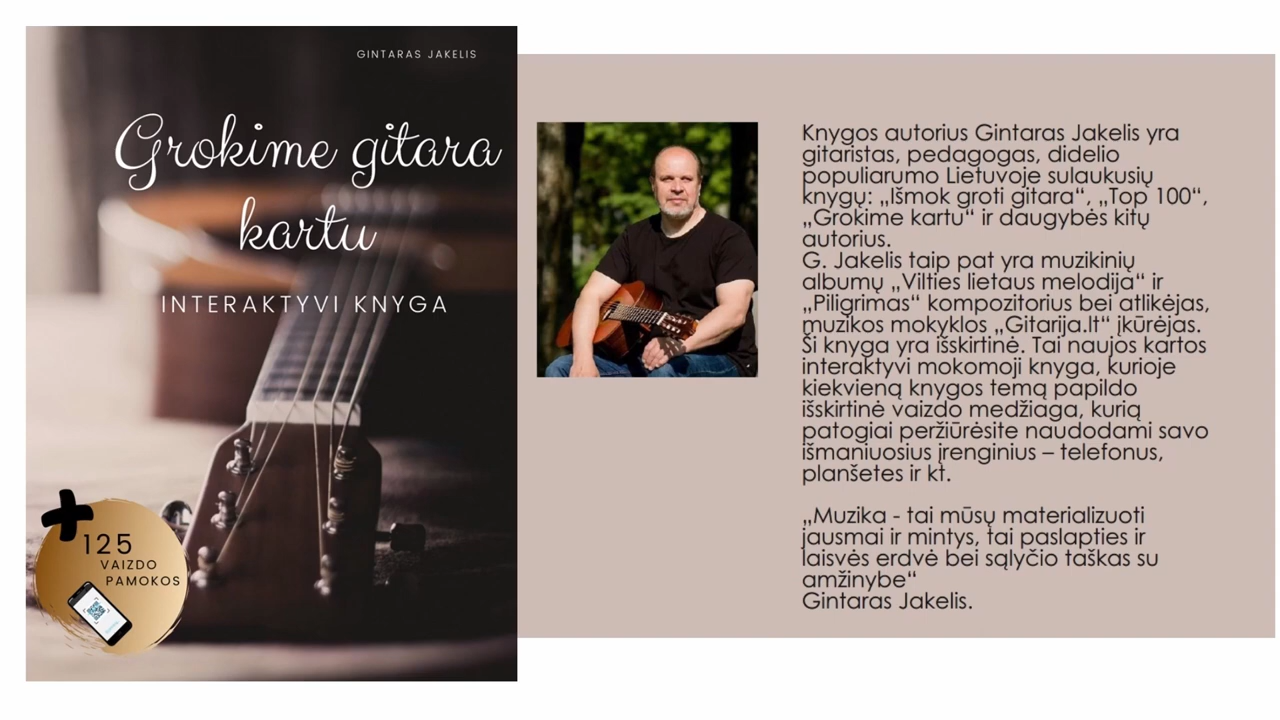 GINTARAS JAKELIS
Grokime gitara
kartu
INTERAKTYVI KNYGA
125
VAIZDO
PAMOKOS
Knygos autorius Gintaras Jakelis yra
gitaristas, pedagogas, didelio
populiarumo Lietuvoje sulaukusių
knygų: „Išmok groti gitara“, „Top 100“,
„Grokime kartu“ ir daugybės kitų
autorius.
G. Jakelis taip pat yra muzikinių
albumų „Vilties lietaus melodija“ ir
„Piligrimas“ kompozitorius bei atlikėjas,
muzikos mokyklos „Gitarija.lt“ įkūrėjas.
Ši knyga yra išskirtinė. Tai naujos kartos
interaktyvi mokomoji knyga, kurioje
kiekvieną knygos temą papildo
išskirtinė vaizdo medžiaga, kurią
patogiai peržiūrėsite naudodami savo
išmaniuosius įrenginius – telefonus,
planšetes ir kt.
„Muzika - tai mūsų materializuoti
jausmai ir mintys, tai paslapties ir
laisvės erdvė bei sąlyčio taškas su
amžinybe“
Gintaras Jakelis.